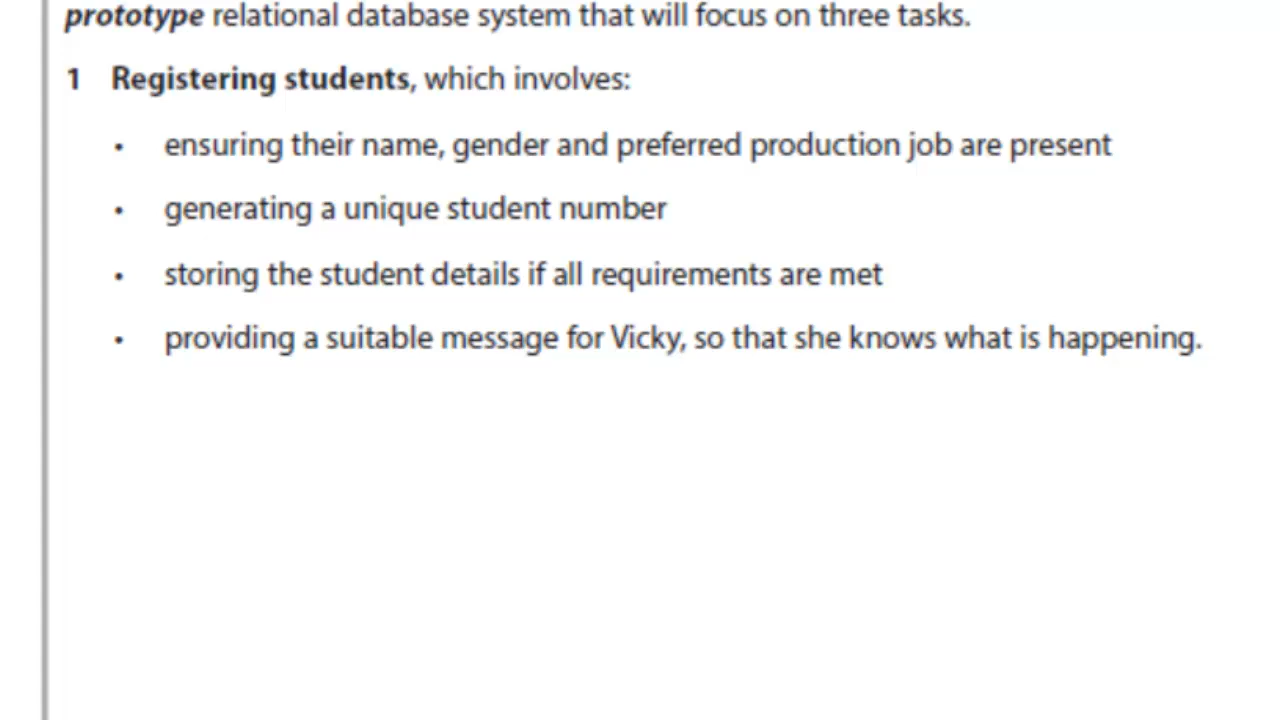 prototype relational database system that will focus on three tasks.
1 Registering students, which involves:
• ensuring their name, gender and preferred production job are present
• generating a unique student number
• storing the student details if all requirements are met
• providing a suitable message for Vicky, so that she knows what is happening.